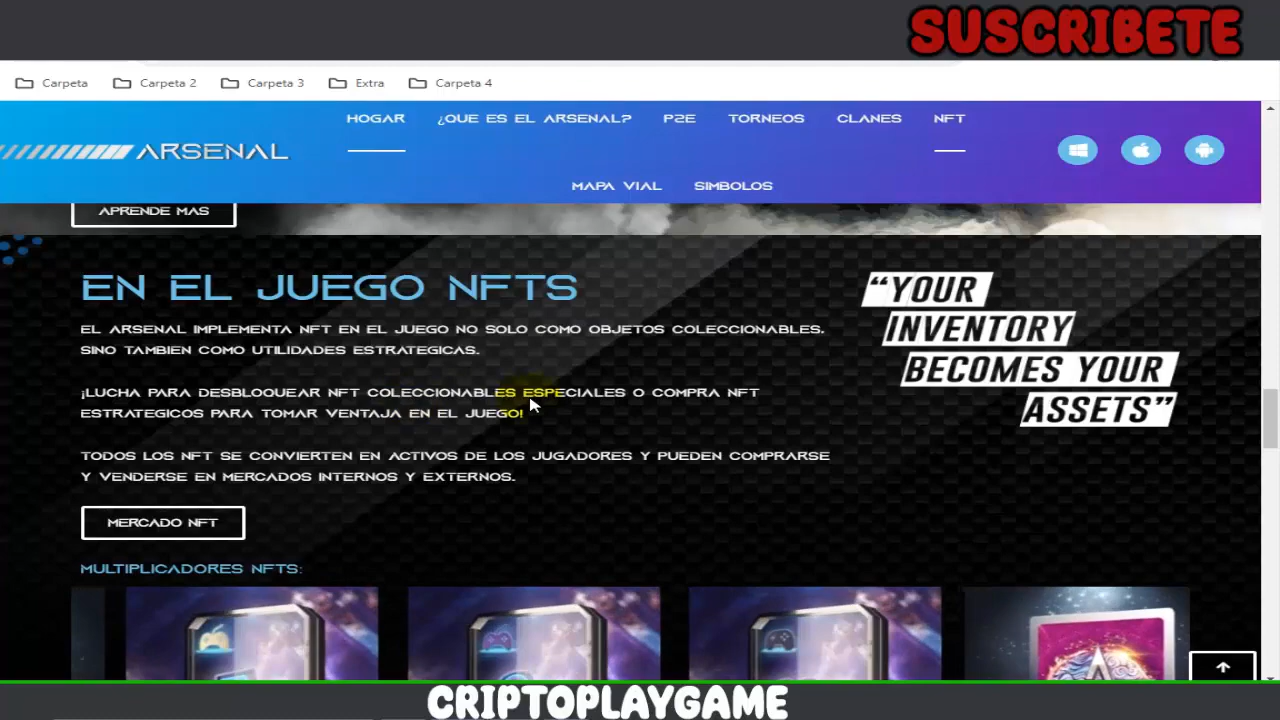 SUSCRIBETE
Carpeta Carpeta 2 Carpeta 3 Extra Carpeta 4
HOGAR ¿QUE ES EL ARSENAL? P2E TORNEOS CLANES NFT
ARSENAL
MAPA VIAL SIMBOLOS
APRENDE MAS
EN EL JUEGO NFTS
EL ARSENAL IMPLEMENTA NFT EN EL JUEGO NO SOLO COMO OBJETOS COLECCIONABLES,
SINO TAMBIEN COMO UTILIDADES ESTRATEGICAS.
¡LUCHA PARA DESBLOQUEAR NFT COLECCIONABLES ESPECIALES O COMPRA NFT
ESTRATEGICOS PARA TOMAR VENTAJA EN EL JUEGO!
TODOS LOS NFT SE CONVIERTEN EN ACTIVOS DE LOS JUGADORES Y PUEDEN COMPRARSE
Y VENDERSE EN MERCADOS INTERNOS Y EXTERNOS.
MERCADO NFT
“YOUR
INVENTORY
BECOMES YOUR
ASSETS”
MULTIPLICADORES NFTS:
CRIPTOPLAYGAME